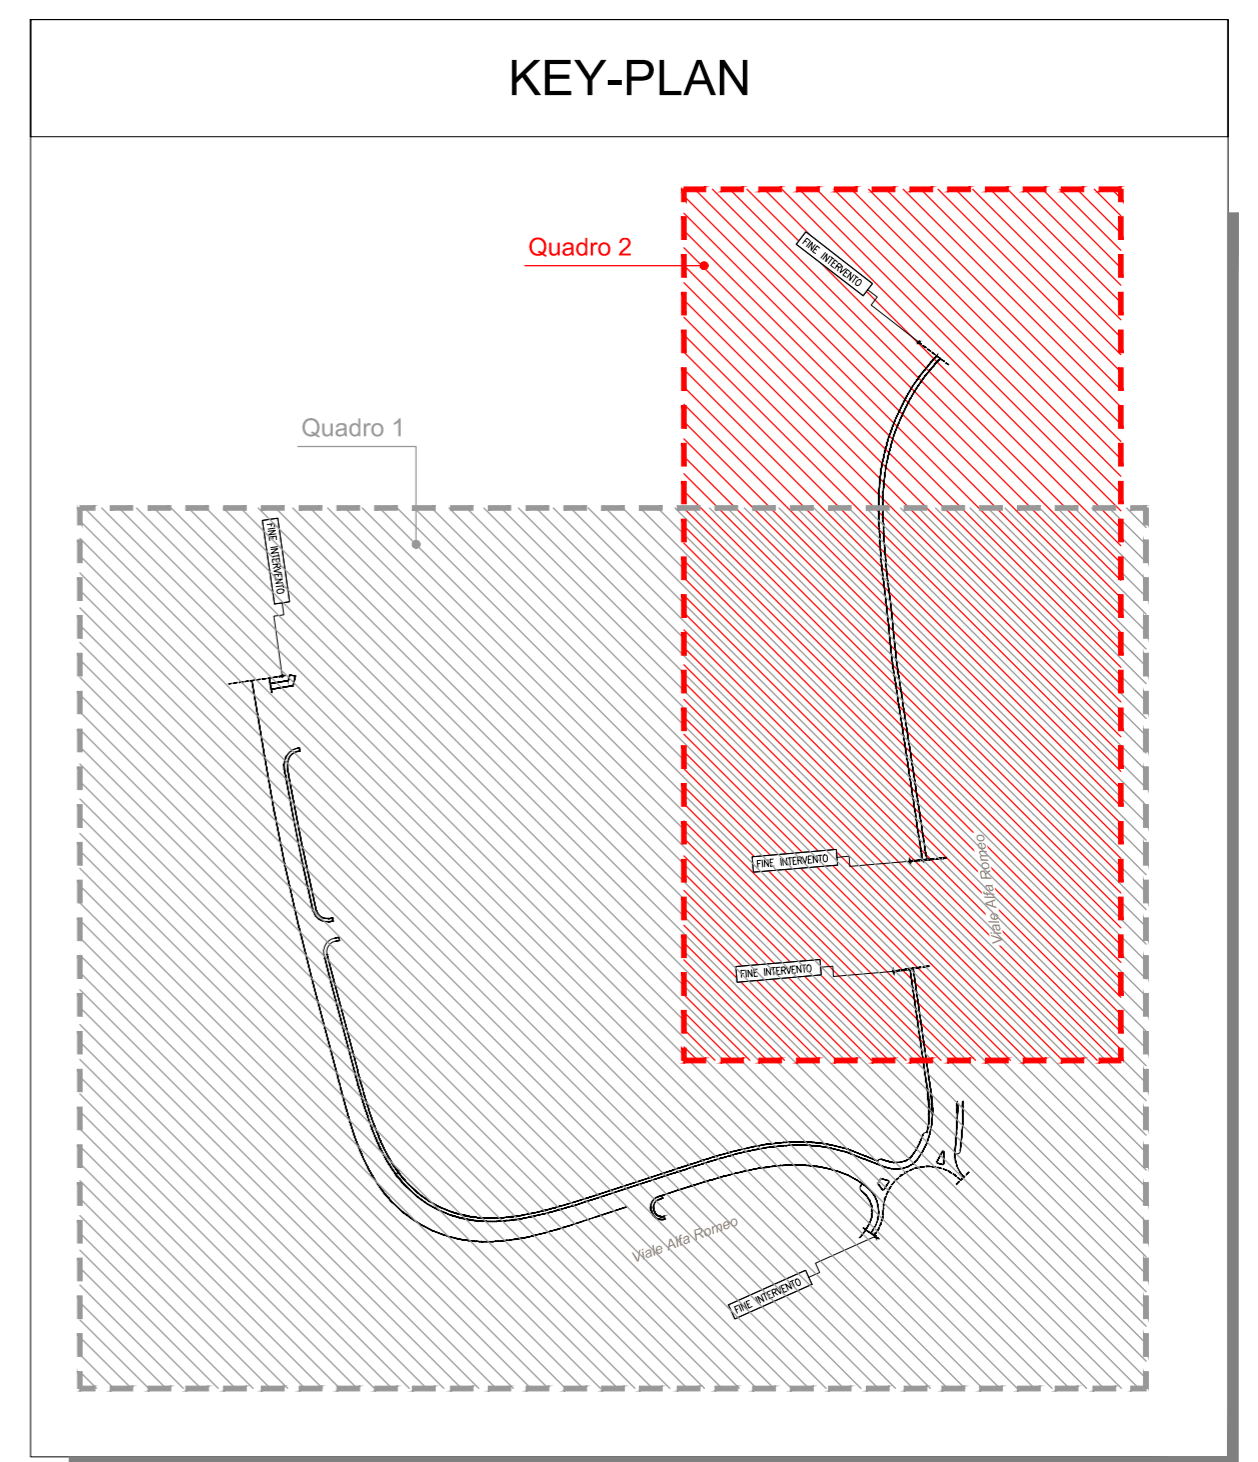 KEY-PLAN
Quadro 2
FINE INTERVENTO
Quadro 1
FINE INTERVENTO
FINE INTERVENTO
Viale Alfa Romeo
FINE INTERVENTO
Viale Alfa Romeo
FINE INTERVENTO